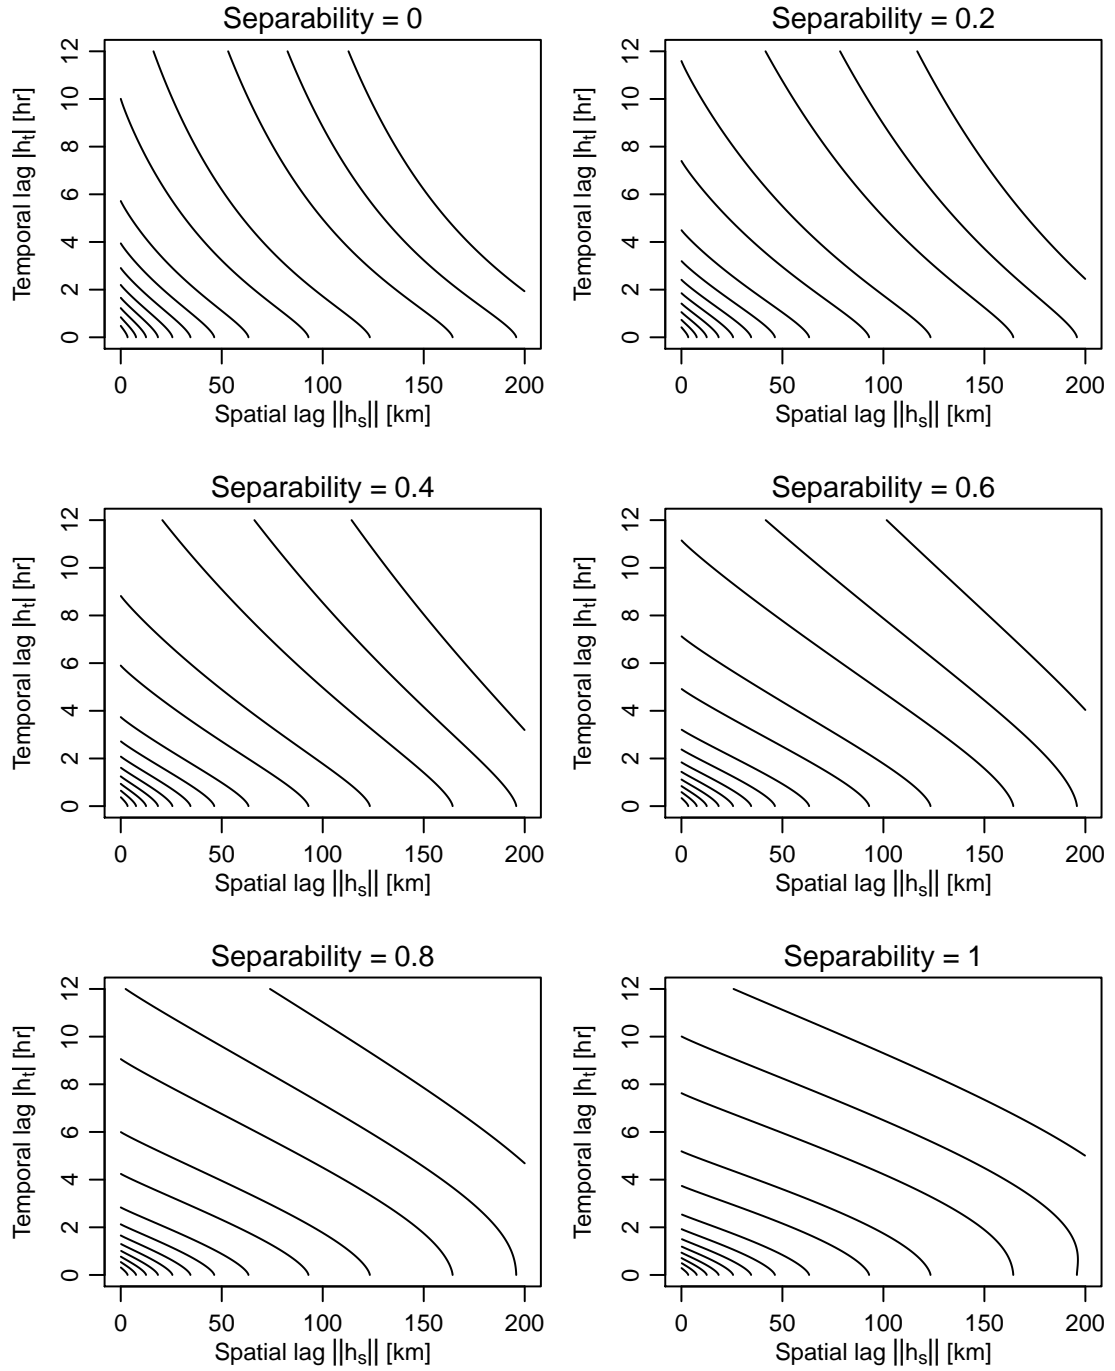 Separability = 0
Temporal lag |hₜ| [hr]
12
10
8
6
4
2
0
0 50 100 150 200
Spatial lag ||hₛ|| [km]
Separability = 0.2
Temporal lag |hₜ| [hr]
12
10
8
6
4
2
0
0 50 100 150 200
Spatial lag ||hₛ|| [km]
Separability = 0.4
Temporal lag |hₜ| [hr]
12
10
8
6
4
2
0
0 50 100 150 200
Spatial lag ||hₛ|| [km]
Separability = 0.6
Temporal lag |hₜ| [hr]
12
10
8
6
4
2
0
0 50 100 150 200
Spatial lag ||hₛ|| [km]
Separability = 0.8
Temporal lag |hₜ| [hr]
12
10
8
6
4
2
0
0 50 100 150 200
Spatial lag ||hₛ|| [km]
Separability = 1
Temporal lag |hₜ| [hr]
12
10
8
6
4
2
0
0 50 100 150 200
Spatial lag ||hₛ|| [km]